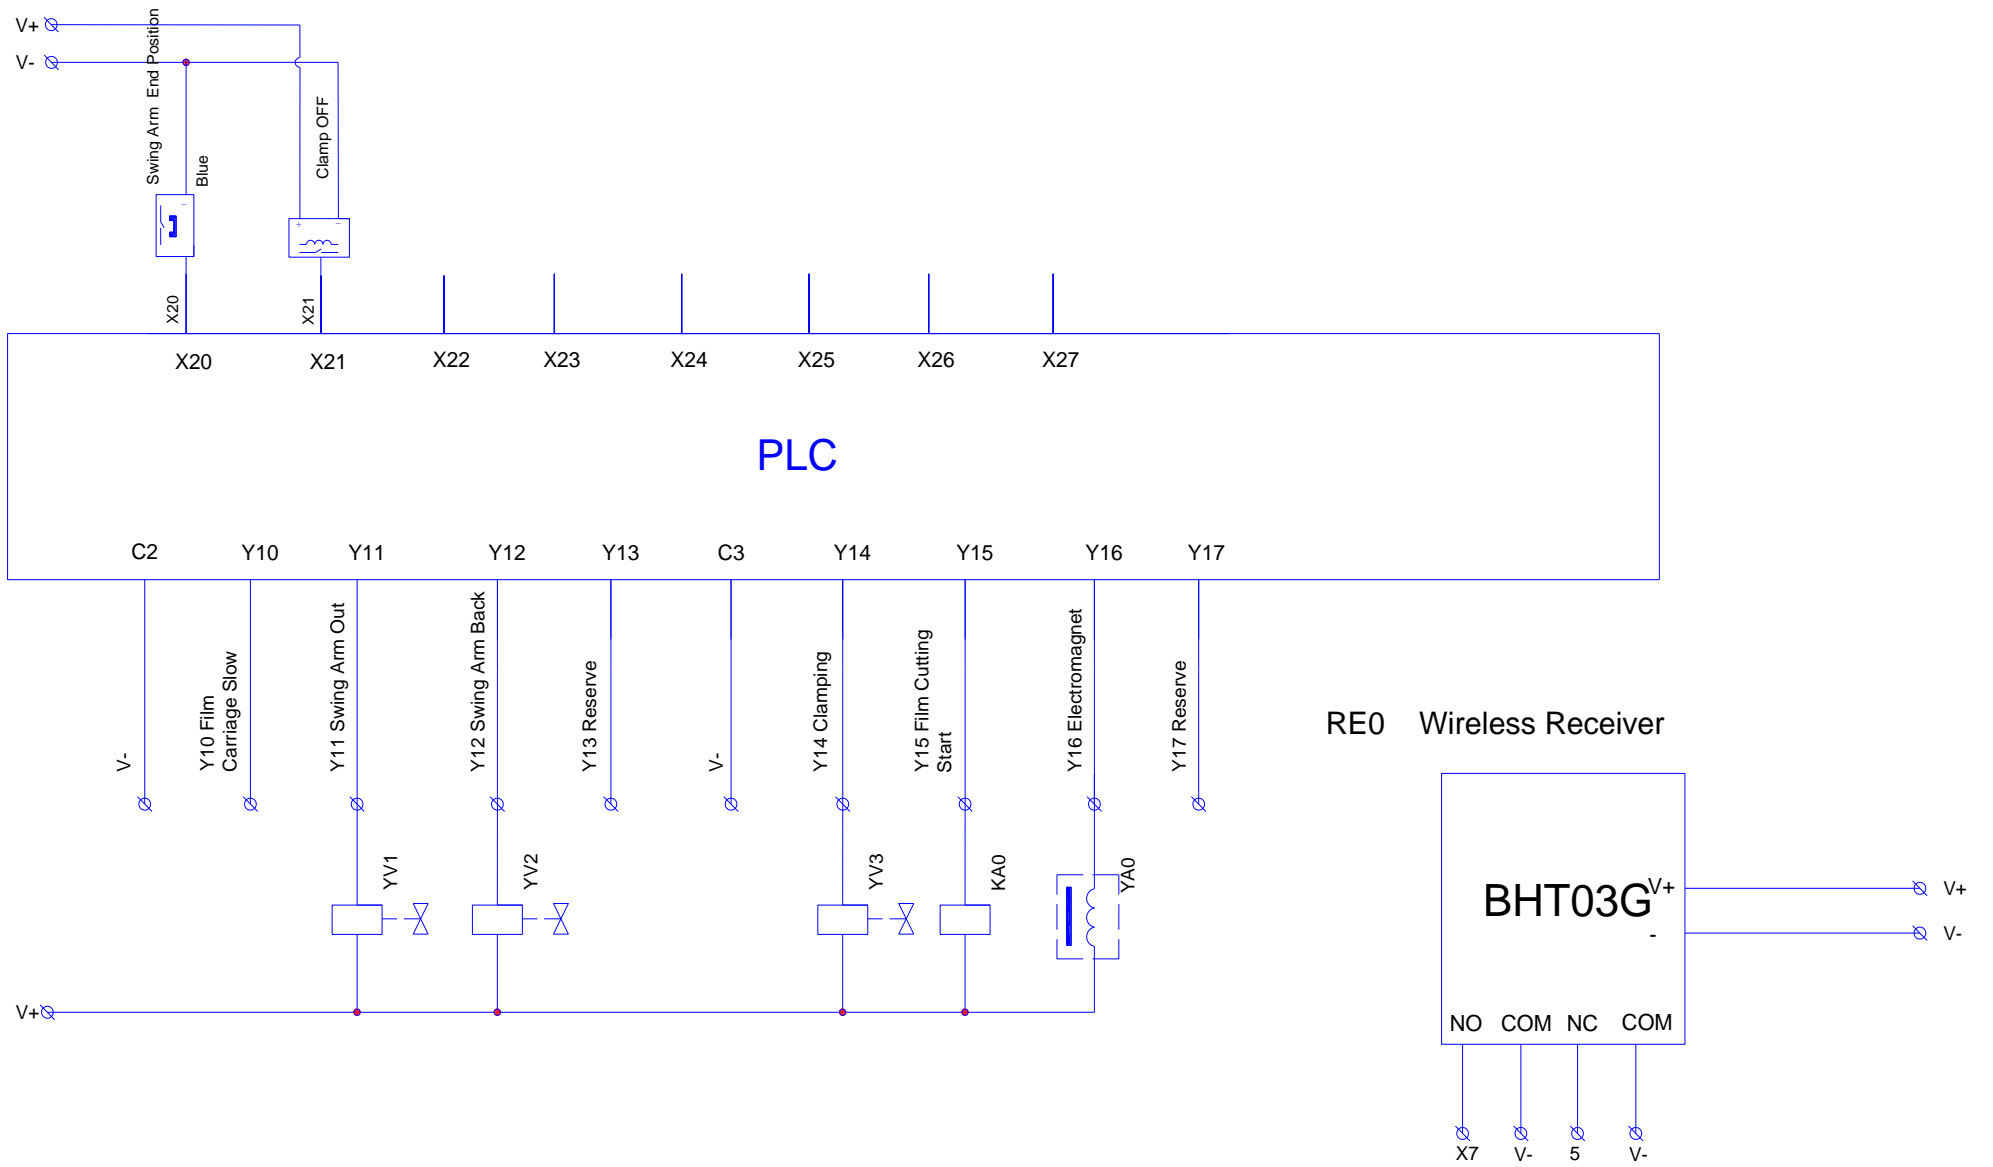 V+
V-
Swing Arm  End Position
Blue
Clamp OFF
-
+
-
X20
X21
X20
X21
X22
X23
X24
X25
X26
X27
PLC
C2
Y10
Y11
Y12
Y13
C3
Y14
Y15
Y16
Y17
V-
Y10 Film
Carriage Slow
Y11 Swing Arm Out
Y12 Swing Arm Back
Y13 Reserve
V-
Y14 Clamping
Y15 Film Cutting
Start
Y16 Electromagnet
Y17 Reserve
YV1
YV2
YV3
KA0
YA0
V+
RE0    Wireless Receiver
BHT03G
V+
-
V+
V-
NO
COM
NC
COM
X7
V-
5
V-